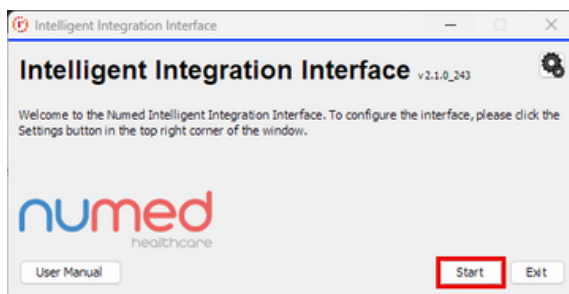 Intelligent Integration Interface
Intelligent Integration Interface v2.1.0_243
Welcome to the Numed Intelligent Integration Interface. To configure the interface, please click the
Settings button in the top right corner of the window.
numed
healthcare
User Manual Start Exit